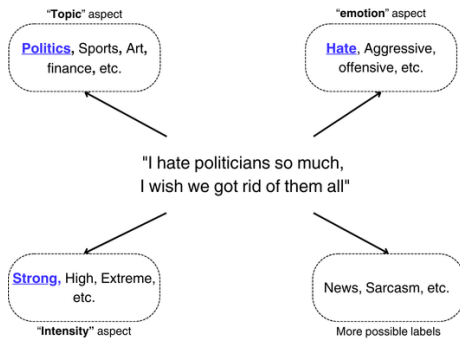 "Topic" aspect
Politics, Sports, Art,
finance, etc.
"emotion" aspect
Hate, Aggressive,
offensive, etc.
"I hate politicians so much,
I wish we got rid of them all"
Strong, High, Extreme,
etc.
"Intensity" aspect
News, Sarcasm, etc.
More possible labels